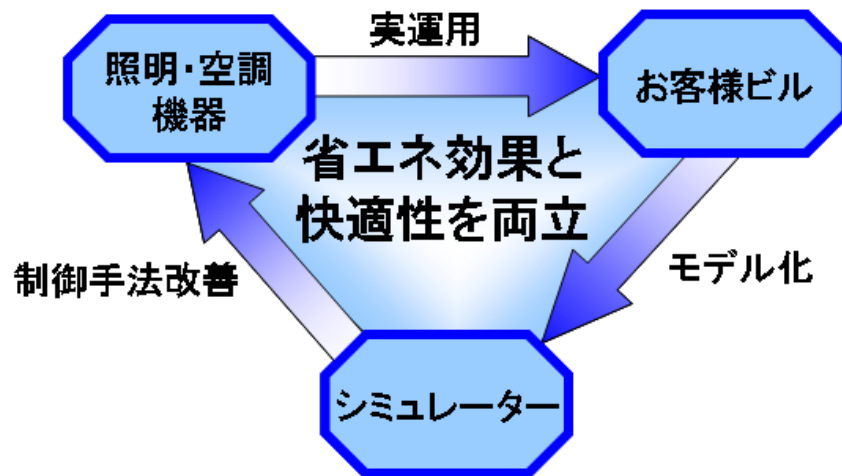 実運用
照明・空調
機器
お客様ビル
省エネ効果と
快適性を両立
制御手法改善
モデル化
シミュレーター